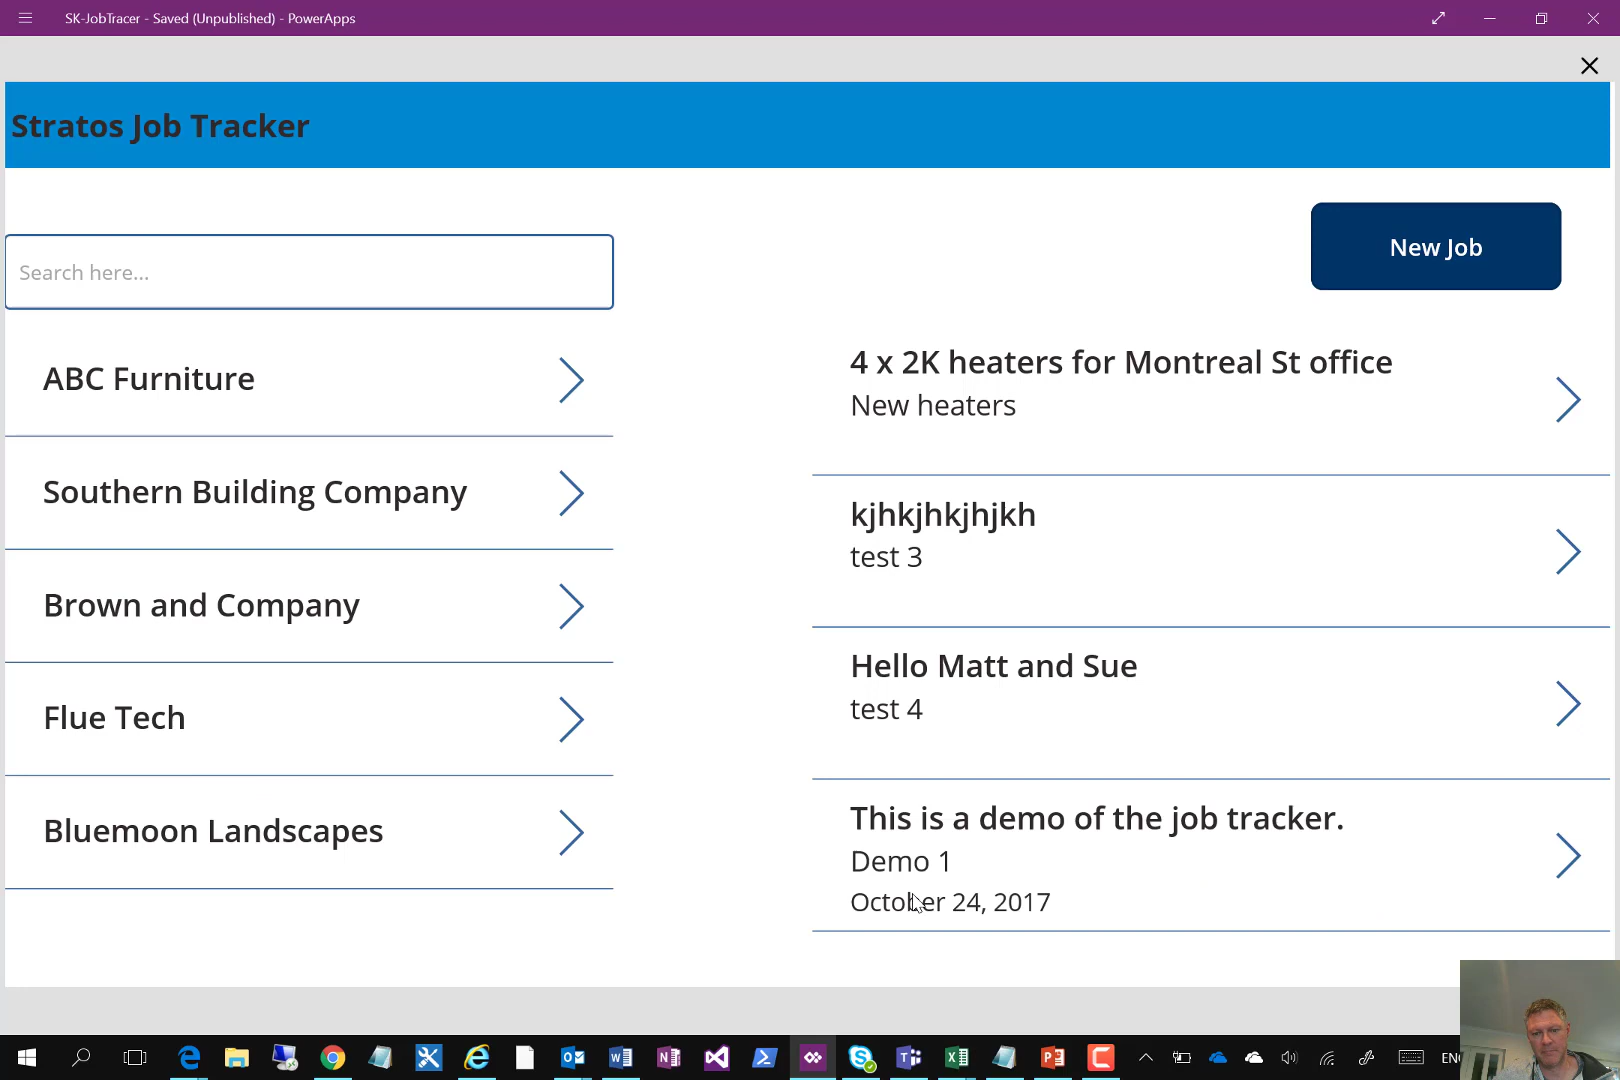 SK-JobTracer - Saved (Unpublished) - PowerApps
Stratos Job Tracker
Search here...
New Job
ABC Furniture
Southern Building Company
Brown and Company
Flue Tech
Bluemoon Landscapes
4 x 2K heaters for Montreal St office
New heaters
kjhkjhkjhjkh
test 3
Hello Matt and Sue
test 4
This is a demo of the job tracker.
Demo 1
October 24, 2017